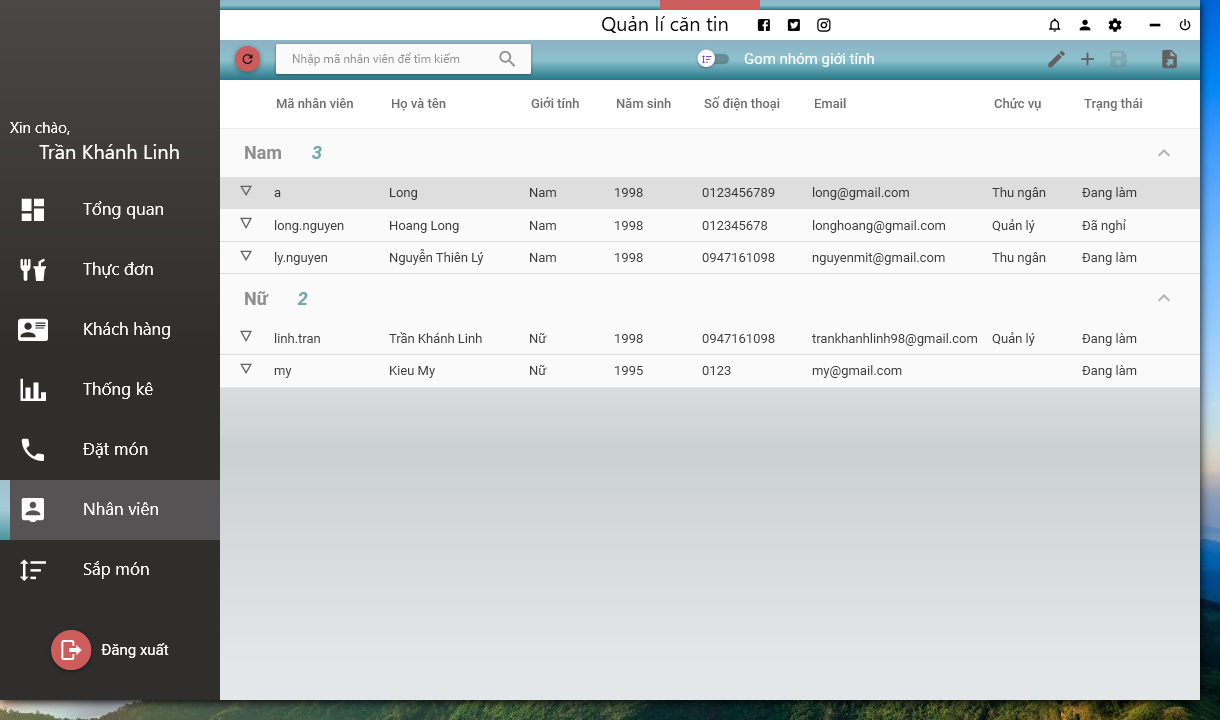 Quản lí căn tin
Xin chào,
Trần Khánh Linh
Tổng quan
Thực đơn
Khách hàng
Thống kê
Đặt món
Nhân viên
Sắp món
Đăng xuất
Nhập mã nhân viên để tìm kiếm
Gom nhóm giới tính
Mã nhân viên Họ và tên Giới tính Năm sinh Số điện thoại Email Chức vụ Trạng thái
Nam 3
a Long Nam 1998 0123456789 long@gmail.com Thu ngân Đang làm
long.nguyen Hoang Long Nam 1998 012345678 longhoang@gmail.com Quản lý Đã nghỉ
ly.nguyen Nguyễn Thiên Lý Nam 1998 0947161098 nguyenmit@gmail.com Thu ngân Đang làm
Nữ 2
linh.tran Trần Khánh Linh Nữ 1998 0947161098 trankhanhlinh98@gmail.com Quản lý Đang làm
my Kieu My Nữ 1995 0123 my@gmail.com Đang làm